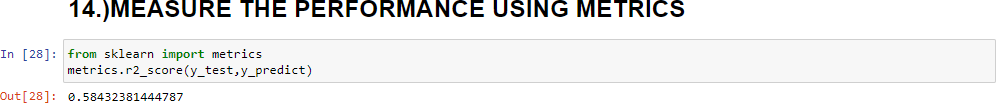 14.)MEASURE THE PERFORMANCE USING METRICS
In [28]: from sklearn import metrics
metrics.r2_score(y_test,y_predict)
Out[28]: 0.58432381444787